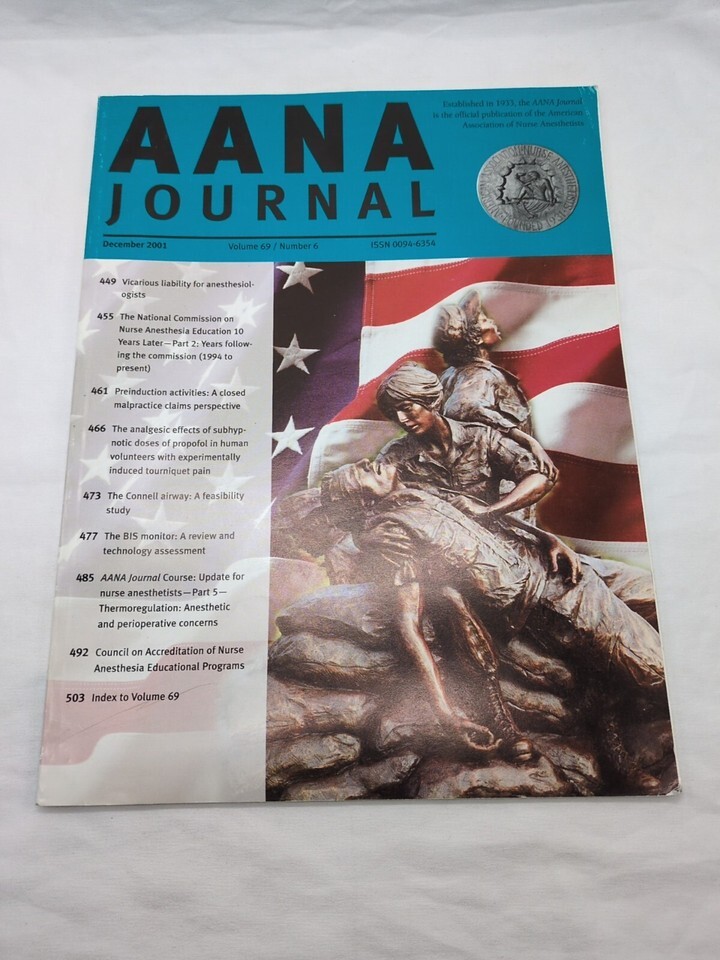 AANA
JOURNAL
Established in 1933, the AANA Journal
is the official publication of the American
Association of Nurse Anesthetists
December 2001 Volume 69 / Number 6 ISSN 0094-6354
449 Vicarious liability for anesthesiol-
ogists
455 The National Commission on
Nurse Anesthesia Education 10
Years Later—Part 2: Years follow-
ing the commission (1994 to
present)
461 Preinduction activities: A closed
malpractice claims perspective
466 The analgesic effects of subhyp-
notic doses of propofol in human
volunteers with experimentally
induced tourniquet pain
473 The Connell airway: A feasibility
study
477 The BIS monitor: A review and
technology assessment
485 AANA Journal Course: Update for
nurse anesthetists—Part 5—
Thermoregulation: Anesthetic
and perioperative concerns
492 Council on Accreditation of Nurse
Anesthesia Educational Programs
503 Index to Volume 69